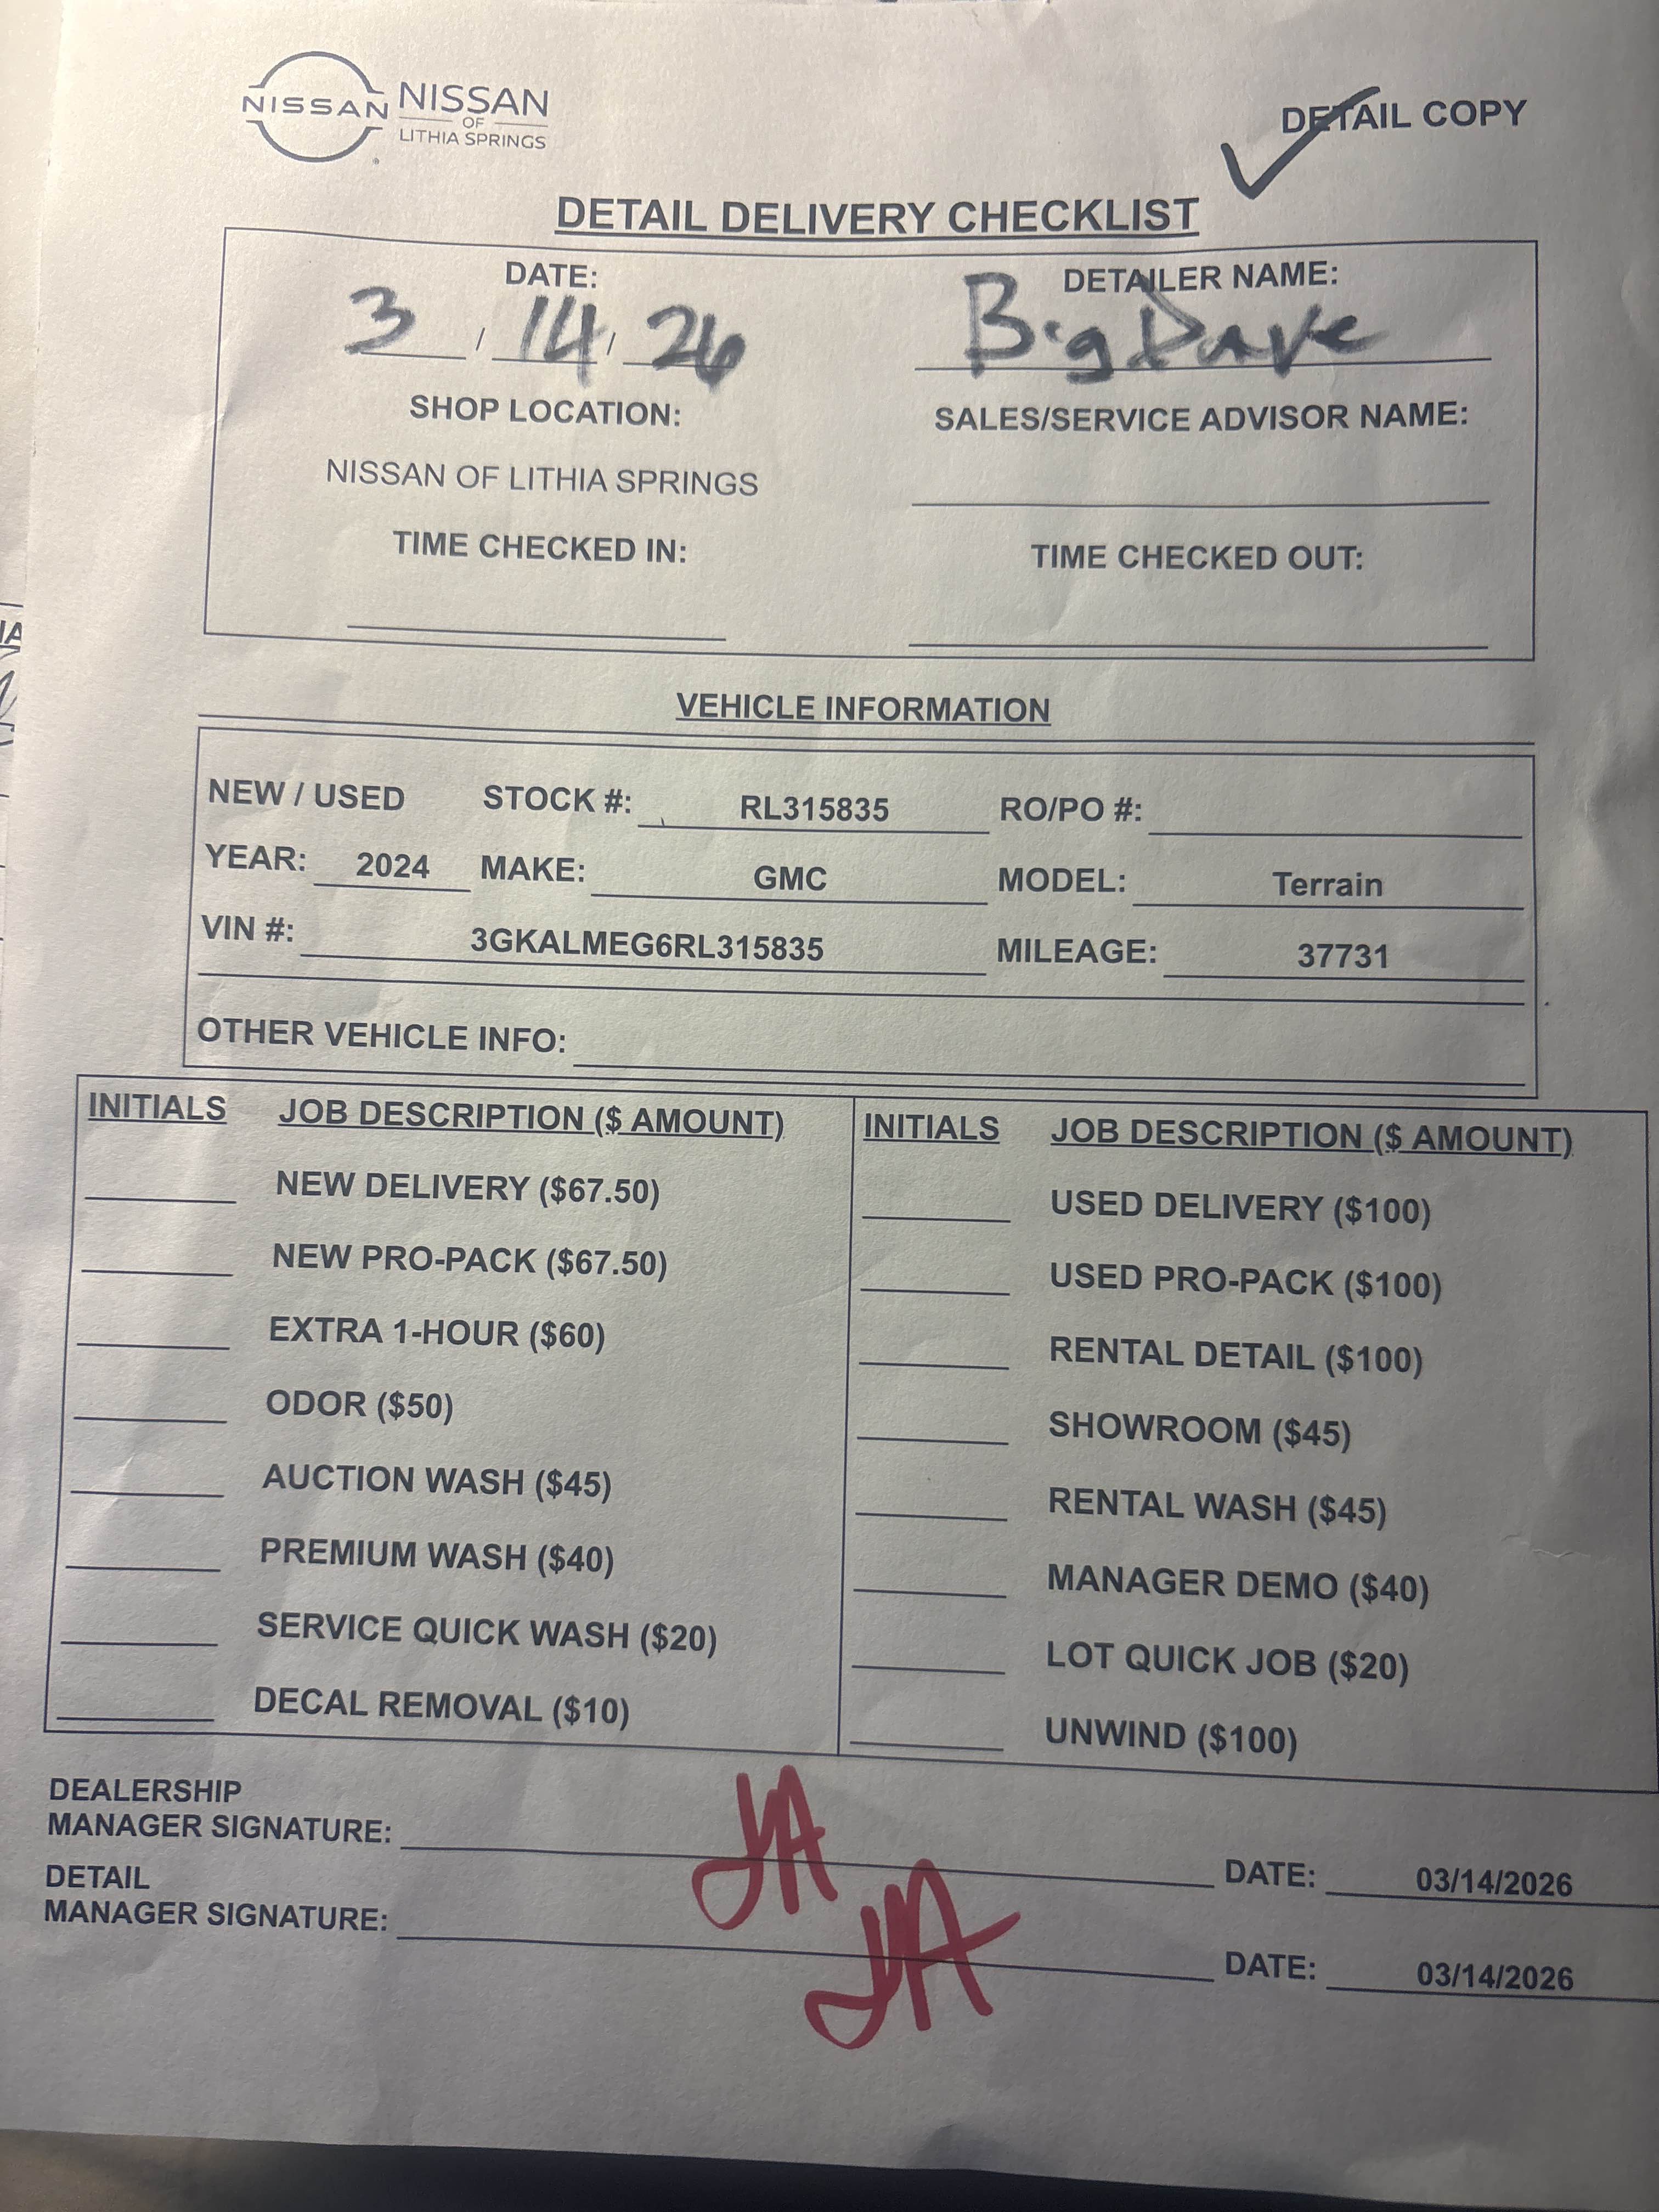 NISSAN NISSAN
OF
LITHIA SPRINGS
DETAIL COPY
DETAIL DELIVERY CHECKLIST
DATE: DETAILER NAME:
3 / 14 / 26 Big Dave
SHOP LOCATION: SALES/SERVICE ADVISOR NAME:
NISSAN OF LITHIA SPRINGS
TIME CHECKED IN: TIME CHECKED OUT:
VEHICLE INFORMATION
NEW / USED STOCK #: RL315835 RO/PO #:
YEAR: 2024 MAKE: GMC MODEL: Terrain
VIN #: 3GKALMEG6RL315835 MILEAGE: 37731
OTHER VEHICLE INFO:
INITIALS JOB DESCRIPTION ($ AMOUNT) INITIALS JOB DESCRIPTION ($ AMOUNT)
NEW DELIVERY ($67.50) USED DELIVERY ($100)
NEW PRO-PACK ($67.50) USED PRO-PACK ($100)
EXTRA 1-HOUR ($60) RENTAL DETAIL ($100)
ODOR ($50) SHOWROOM ($45)
AUCTION WASH ($45) RENTAL WASH ($45)
PREMIUM WASH ($40) MANAGER DEMO ($40)
SERVICE QUICK WASH ($20) LOT QUICK JOB ($20)
DECAL REMOVAL ($10) UNWIND ($100)
DEALERSHIP
MANAGER SIGNATURE: JA DATE: 03/14/2026
DETAIL
MANAGER SIGNATURE: JA DATE: 03/14/2026